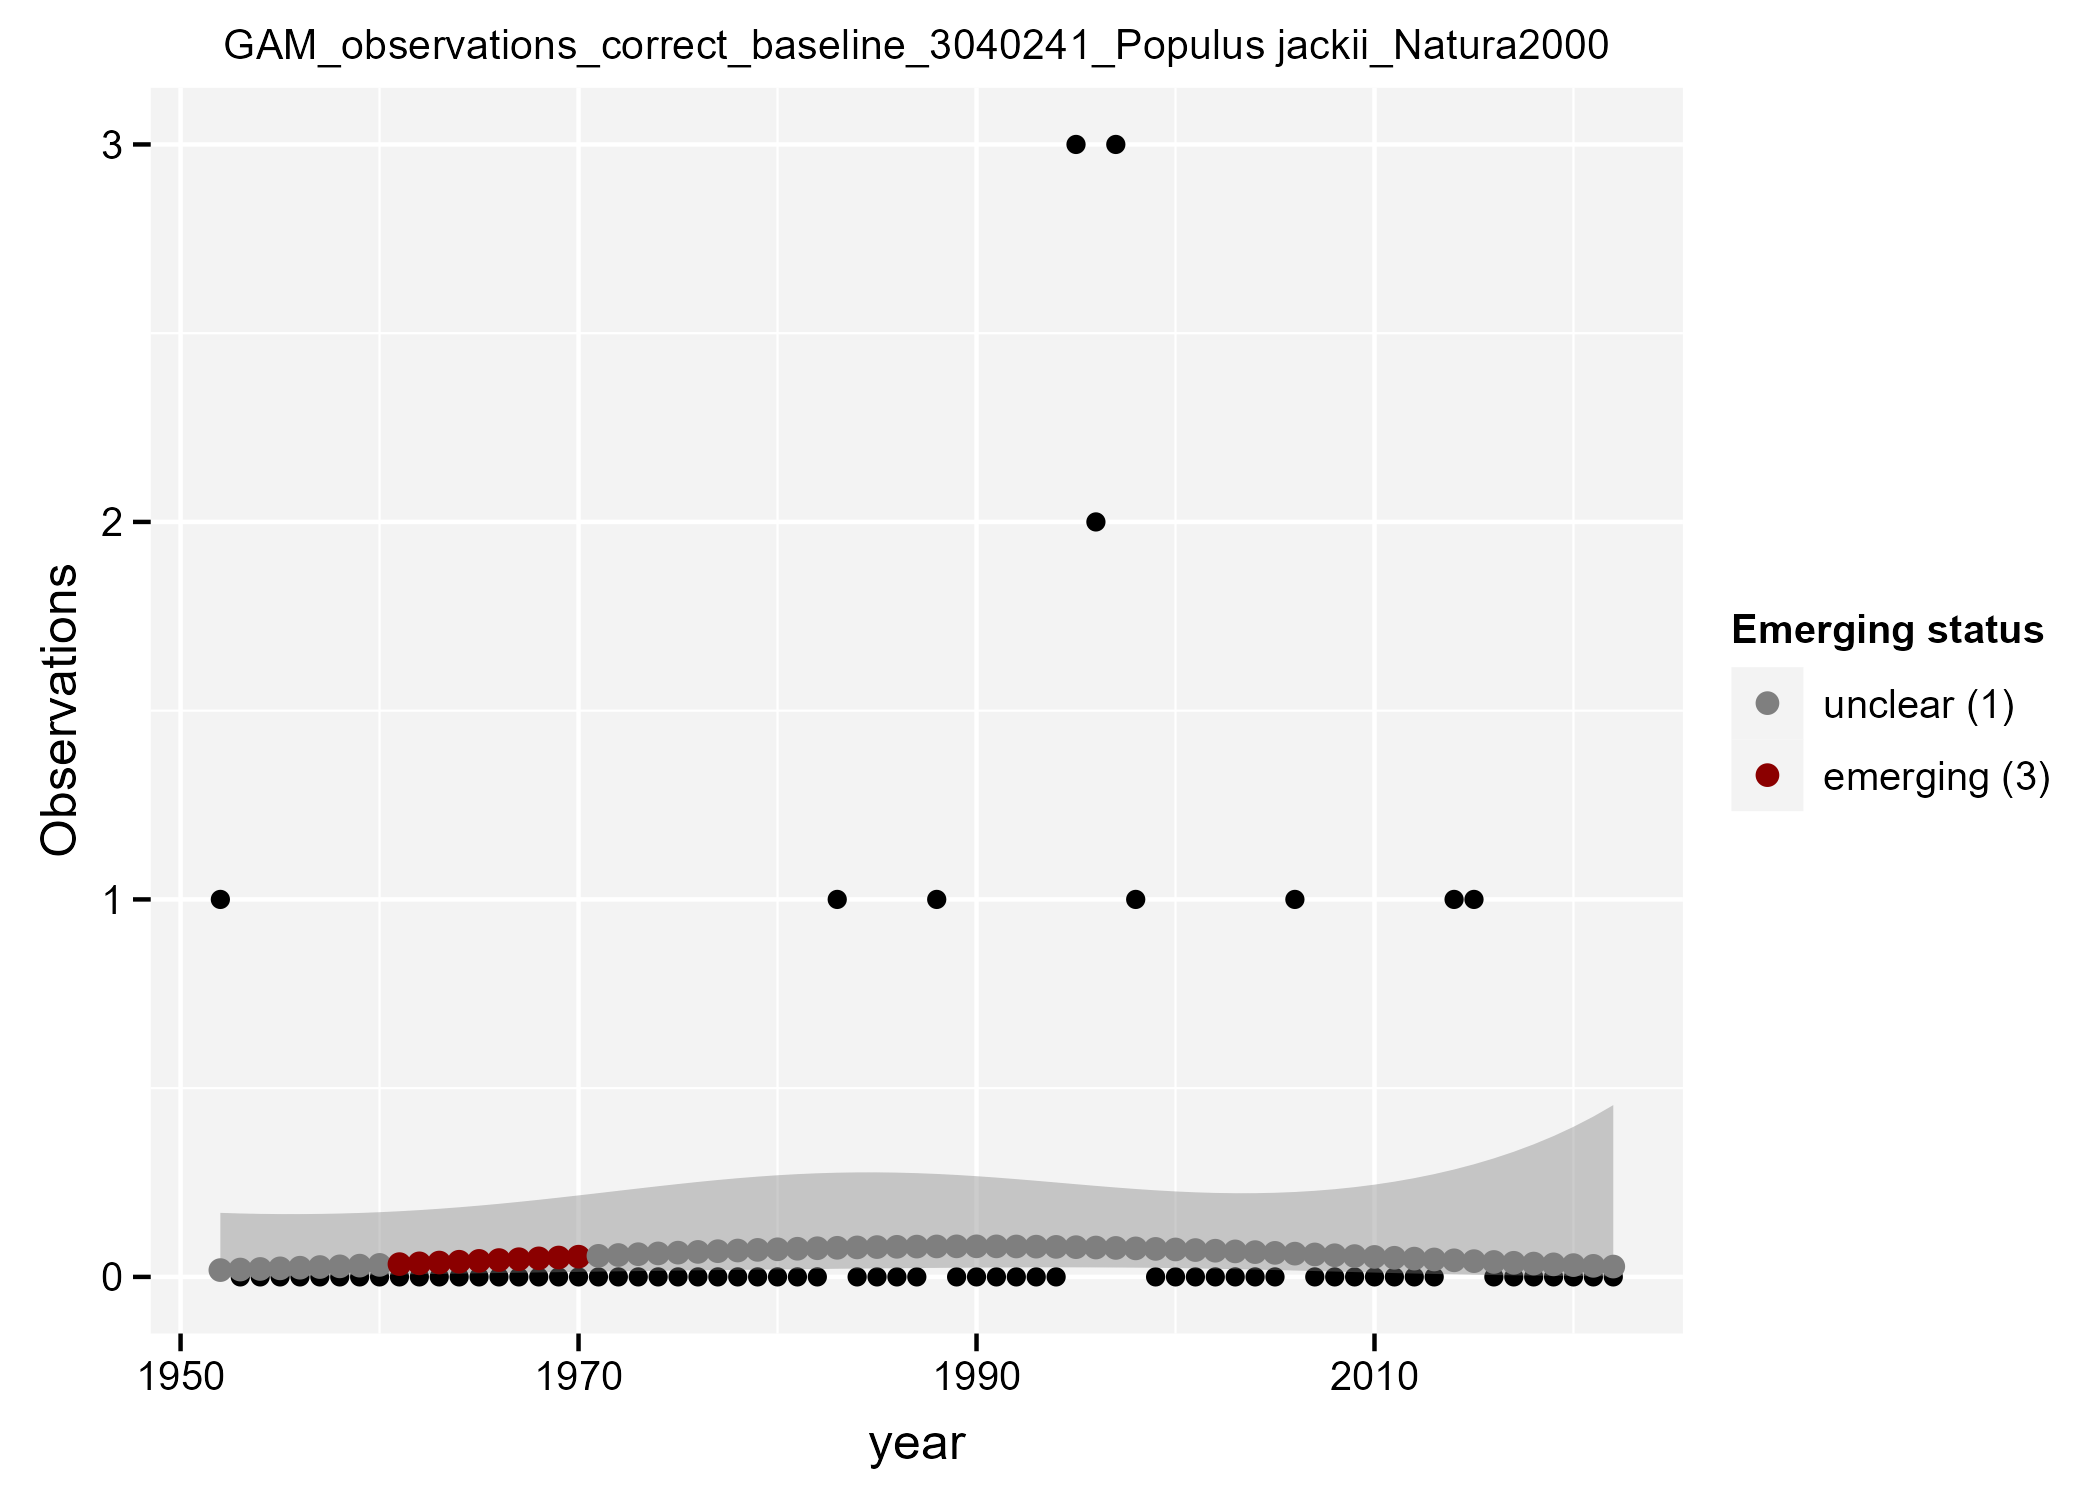 GAM_observations_correct_baseline_3040241_Populus jackii_Natura2000
3
2
1
0
Observations
1950
1970
1990
2010
year
Emerging status
unclear (1)
emerging (3)